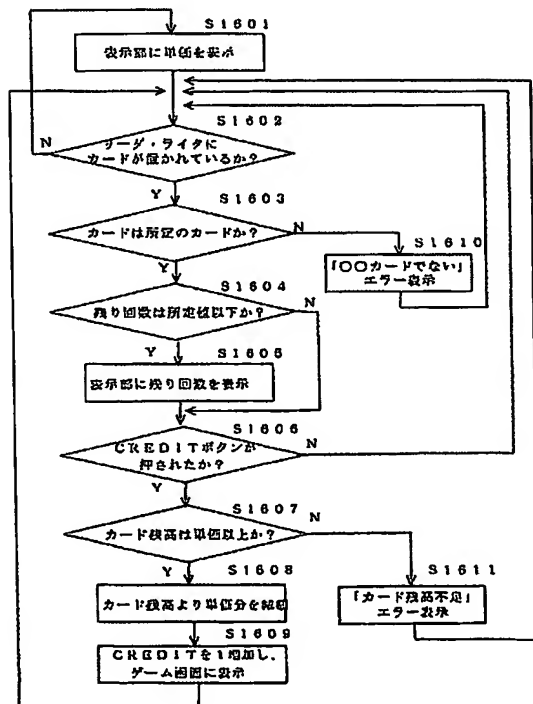 S1601
表示部に単価を表示
S1602
リーダ・ライタに
カードが置かれているか?
N
Y
S1603
カードは所定のカードか?
N
Y
S1610
「〇〇カードでない」
エラー表示
S1604
残り回数は所定値以下か?
N
Y
S1605
表示部に残り回数を表示
S1606
CREDITボタンが
押されたか?
N
Y
S1607
カード残高は単価以上か?
N
Y
S1611
「カード残高不足」
エラー表示
S1608
カード残高より単価分を
S1609
CREDITを1増加し、
ゲーム画面に表示